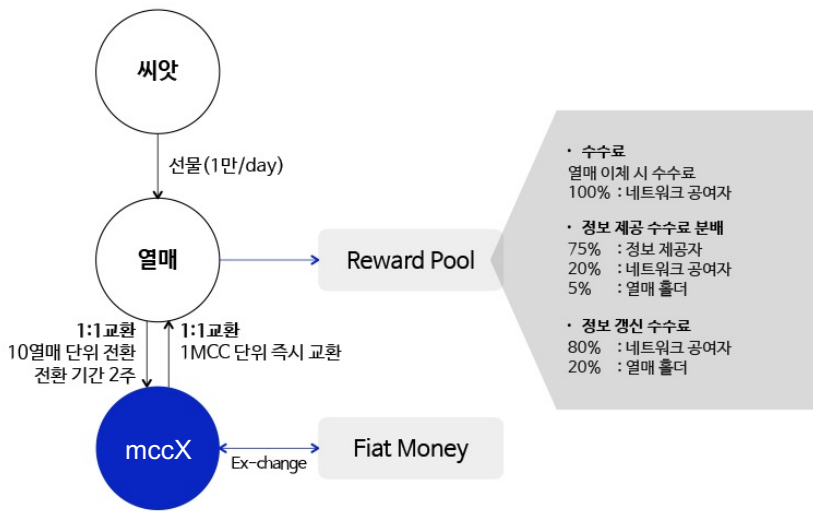 씨앗
선물(1만/day)
열매
Reward Pool
• 수수료
열매 이체 시 수수료
100% : 네트워크 공여자
• 정보 제공 수수료 분배
75% : 정보 제공자
20% : 네트워크 공여자
5% : 열매 홀더
• 정보 갱신 수수료
80% : 네트워크 공여자
20% : 열매 홀더
1:1교환
10열매 단위 전환
전환 기간 2주
1:1교환
1MCC 단위 즉시 교환
mccX
Ex-change
Fiat Money